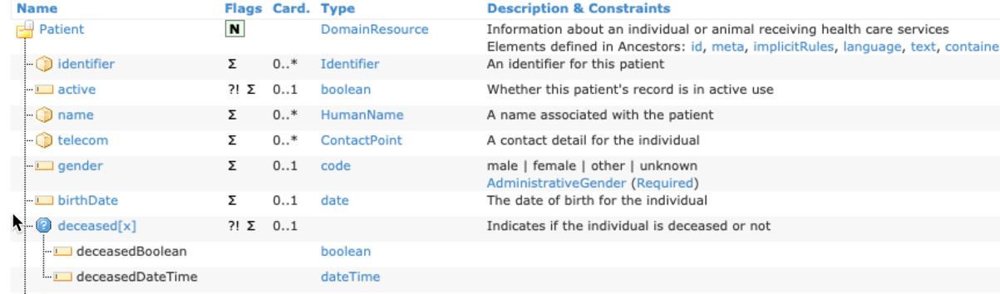 Name Flags Card. Type Description & Constraints
Patient N DomainResource Information about an individual or animal receiving health care services
Elements defined in Ancestors: id, meta, implicitRules, language, text, containe
identifier Σ 0..* Identifier An identifier for this patient
active ?! Σ 0..1 boolean Whether this patient's record is in active use
name Σ 0..* HumanName A name associated with the patient
telecom Σ 0..* ContactPoint A contact detail for the individual
gender Σ 0..1 code male | female | other | unknown
AdministrativeGender (Required)
birthDate Σ 0..1 date The date of birth for the individual
deceased[x] ?! Σ 0..1 Indicates if the individual is deceased or not
deceasedBoolean boolean
deceasedDateTime dateTime